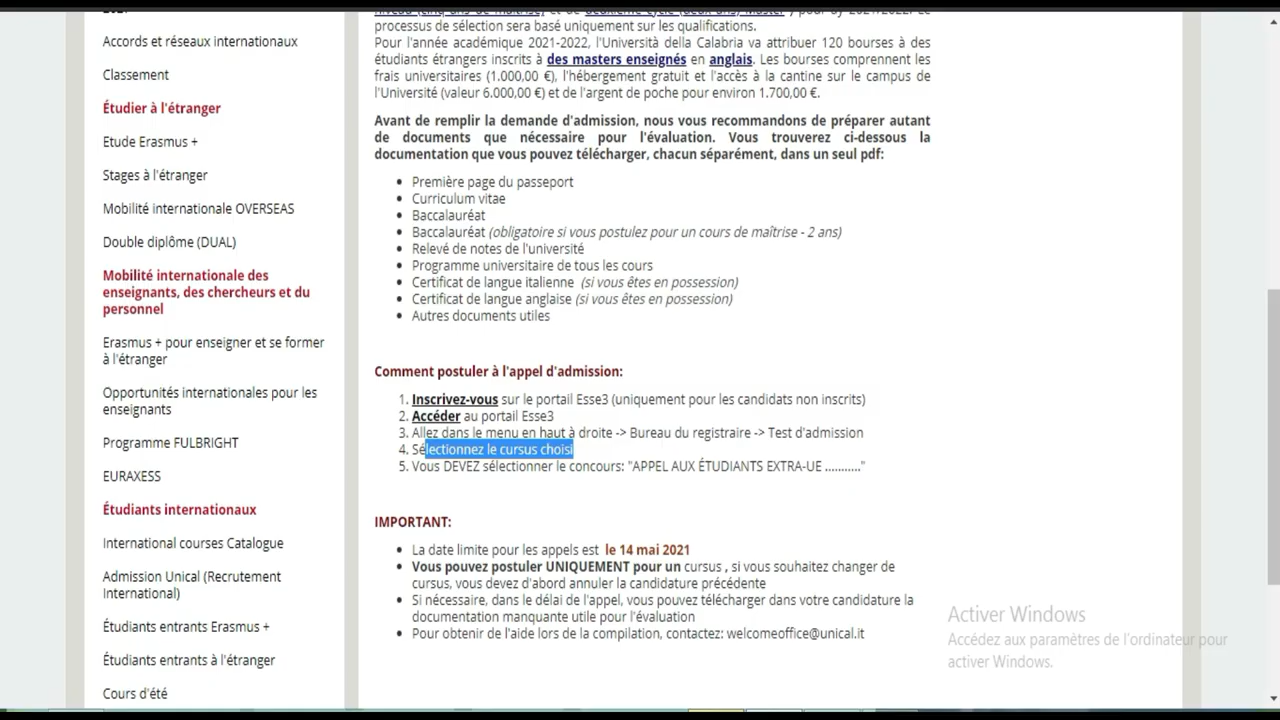 Accords et réseaux internationaux
Classement
Étudier à l'étranger
Etude Erasmus +
Stages à l'étranger
Mobilité internationale OVERSEAS
Double diplôme (DUAL)
Mobilité internationale des
enseignants, des chercheurs et du
personnel
Erasmus + pour enseigner et se former
à l'étranger
Opportunités internationales pour les
enseignants
Programme FULBRIGHT
EURAXESS
Étudiants internationaux
International courses Catalogue
Admission Unical (Recrutement
International)
Étudiants entrants Erasmus +
Étudiants entrants à l'étranger
Cours d'été
processus de sélection sera basé uniquement sur les qualifications.
Pour l'année académique 2021-2022, l'Università della Calabria va attribuer 120 bourses à des
étudiants étrangers inscrits à des masters enseignés en anglais. Les bourses comprennent les
frais universitaires (1.000,00 €), l'hébergement gratuit et l'accès à la cantine sur le campus de
l'Université (valeur 6.000,00 €) et de l'argent de poche pour environ 1.700,00 €.
Avant de remplir la demande d'admission, nous vous recommandons de préparer autant
de documents que nécessaire pour l'évaluation. Vous trouverez ci-dessous la
documentation que vous pouvez télécharger, chacun séparément, dans un seul pdf:
• Première page du passeport
• Curriculum vitae
• Baccalauréat
• Baccalauréat (obligatoire si vous postulez pour un cours de maîtrise - 2 ans)
• Relevé de notes de l'université
• Programme universitaire de tous les cours
• Certificat de langue italienne (si vous êtes en possession)
• Certificat de langue anglaise (si vous êtes en possession)
• Autres documents utiles
Comment postuler à l'appel d'admission:
1. Inscrivez-vous sur le portail Esse3 (uniquement pour les candidats non inscrits)
2. Accéder au portail Esse3
3. Allez dans le menu en haut à droite -> Bureau du registraire -> Test d'admission
4. Sélectionnez le cursus choisi
5. Vous DEVEZ sélectionner le concours: "APPEL AUX ÉTUDIANTS EXTRA-UE ..........."
IMPORTANT:
• La date limite pour les appels est le 14 mai 2021
• Vous pouvez postuler UNIQUEMENT pour un cursus , si vous souhaitez changer de
cursus, vous devez d'abord annuler la candidature précédente
• Si nécessaire, dans le délai de l'appel, vous pouvez télécharger dans votre candidature la
documentation manquante utile pour l'évaluation
• Pour obtenir de l'aide lors de la compilation, contactez: welcomeoffice@unical.it
Activer Windows
Accédez aux paramètres de l'ordinateur pour
activer Windows.